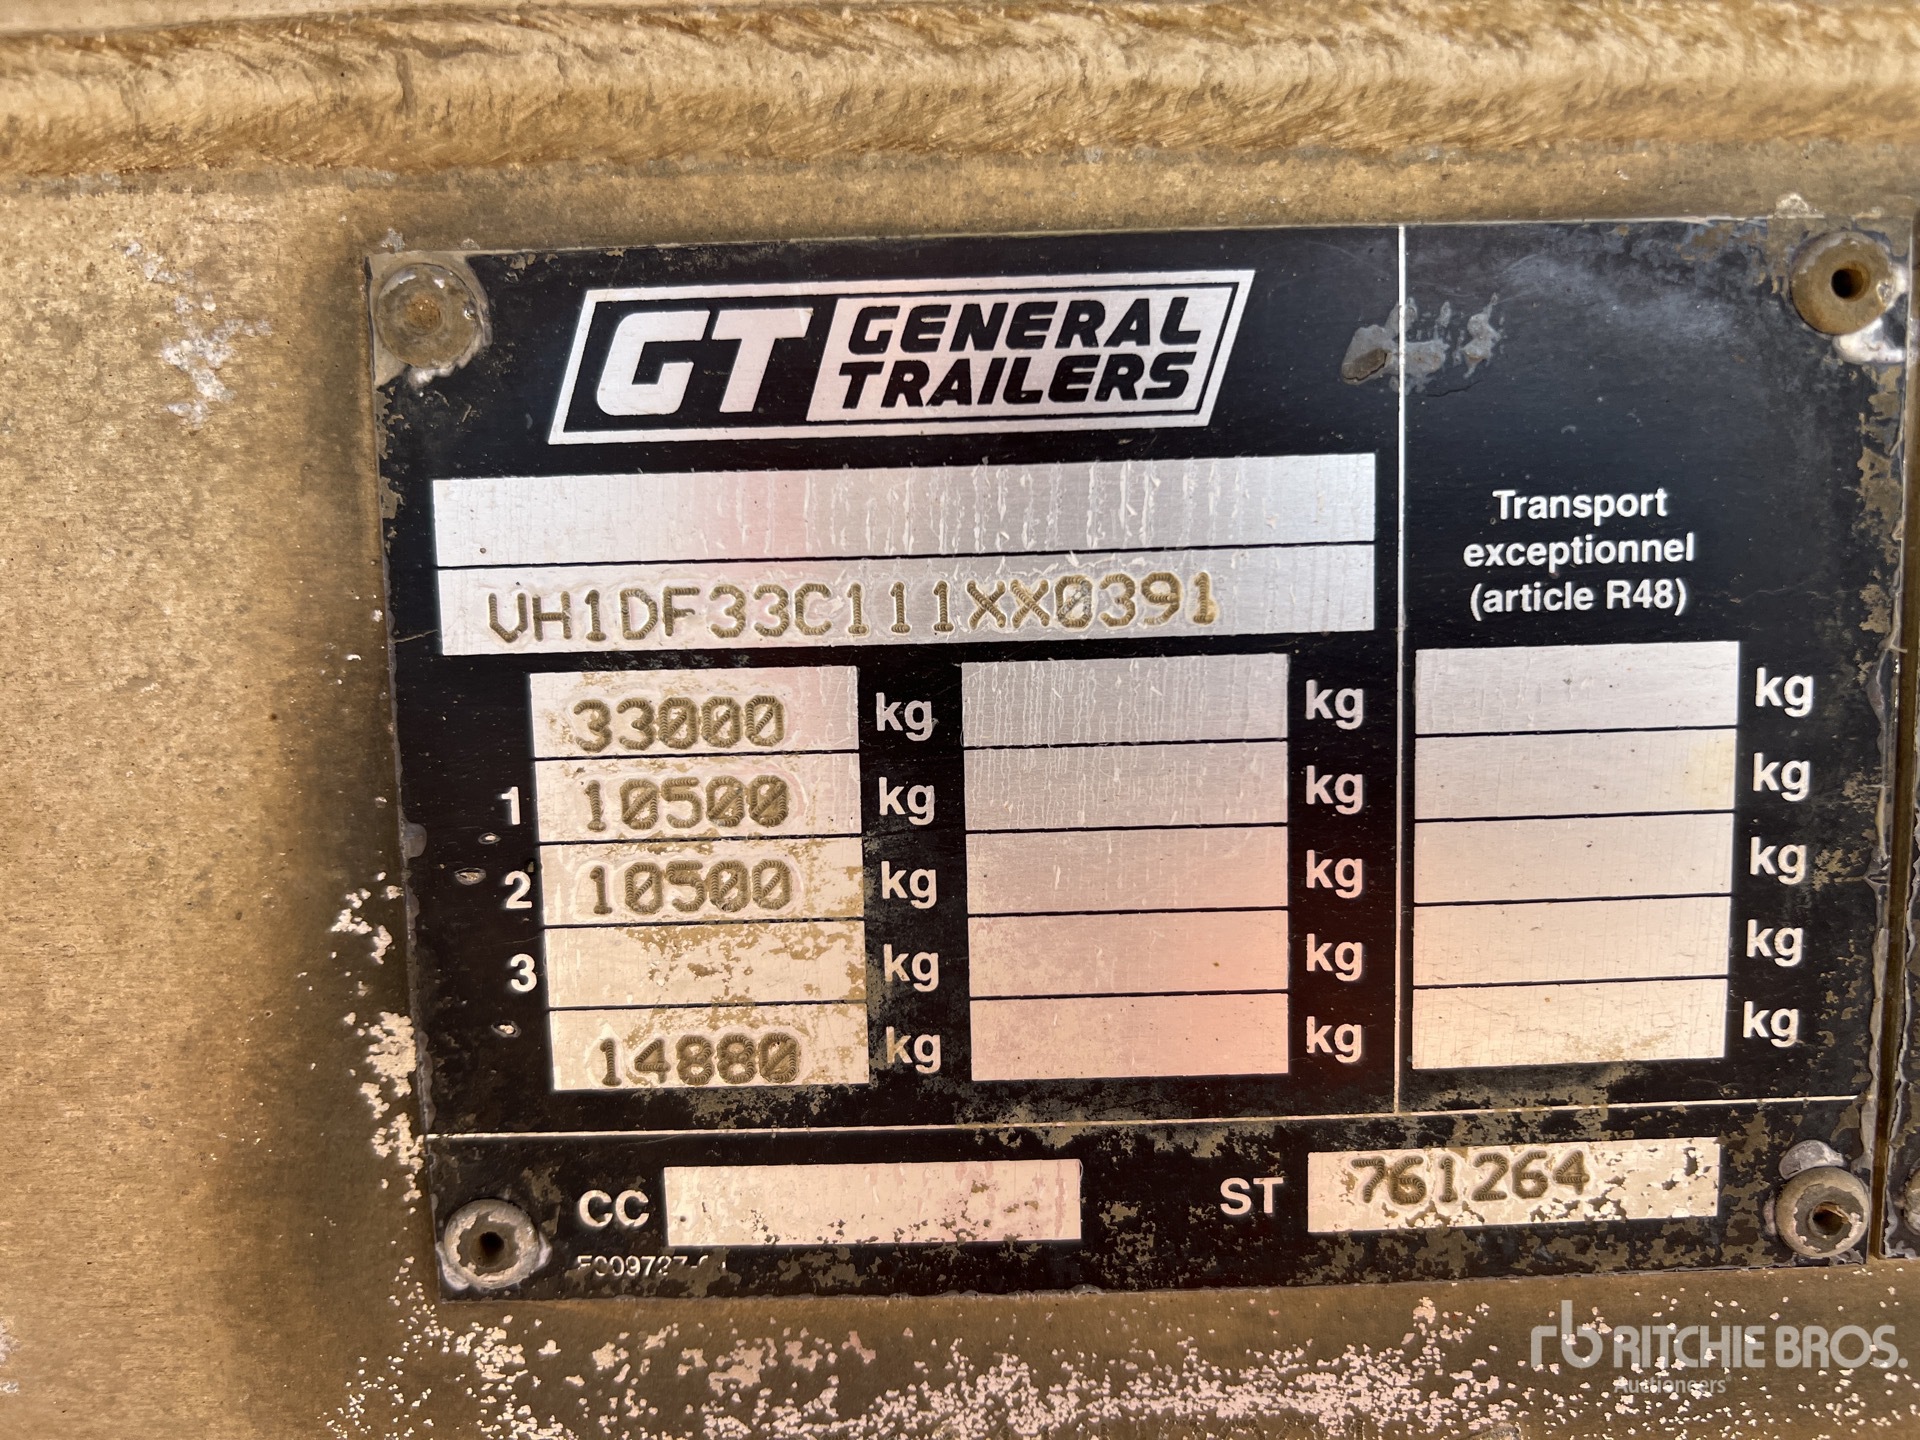 GT GENERAL TRAILERS
Transport
exceptionnel
(article R48)
VH1DF33C111XX0391
33000 kg kg kg
1 10500 kg kg kg
2 10500 kg kg kg
3 kg kg kg
14880 kg kg kg
CC ST 761264
rb RITCHIE BROS.
Auctioneers